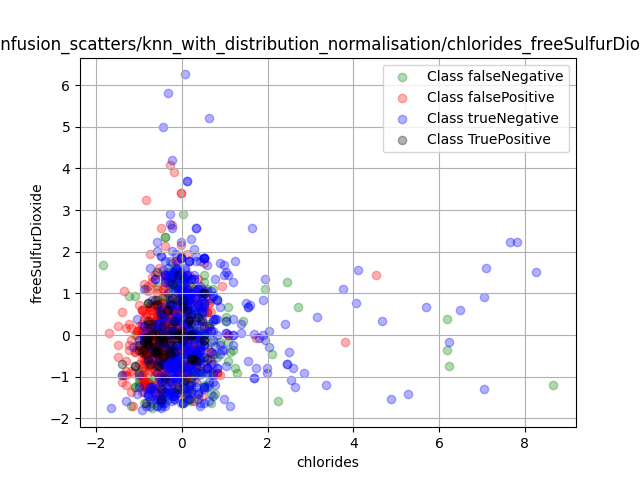 nfusion_scatters/knn_with_distribution_normalisation/chlorides_freeSulfurDio
Class falseNegative
Class falsePositive
Class trueNegative
Class TruePositive
freeSulfurDioxide
6
5
4
3
2
1
0
−1
−2
−2 0 2 4 6 8
chlorides